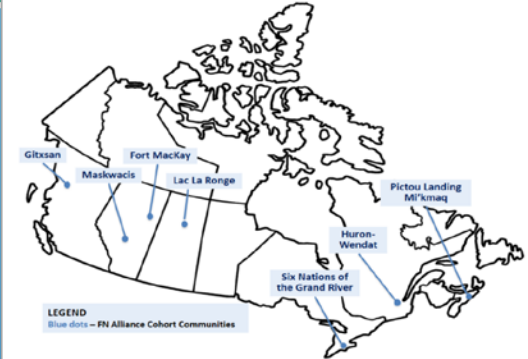 Gitxsan
Fort MacKay
Maskwacis
Lac La Ronge
Pictou Landing
Mi'kmaq
Huron-
Wendat
Six Nations of
the Grand River
LEGEND
Blue dots – FN Alliance Cohort Communities